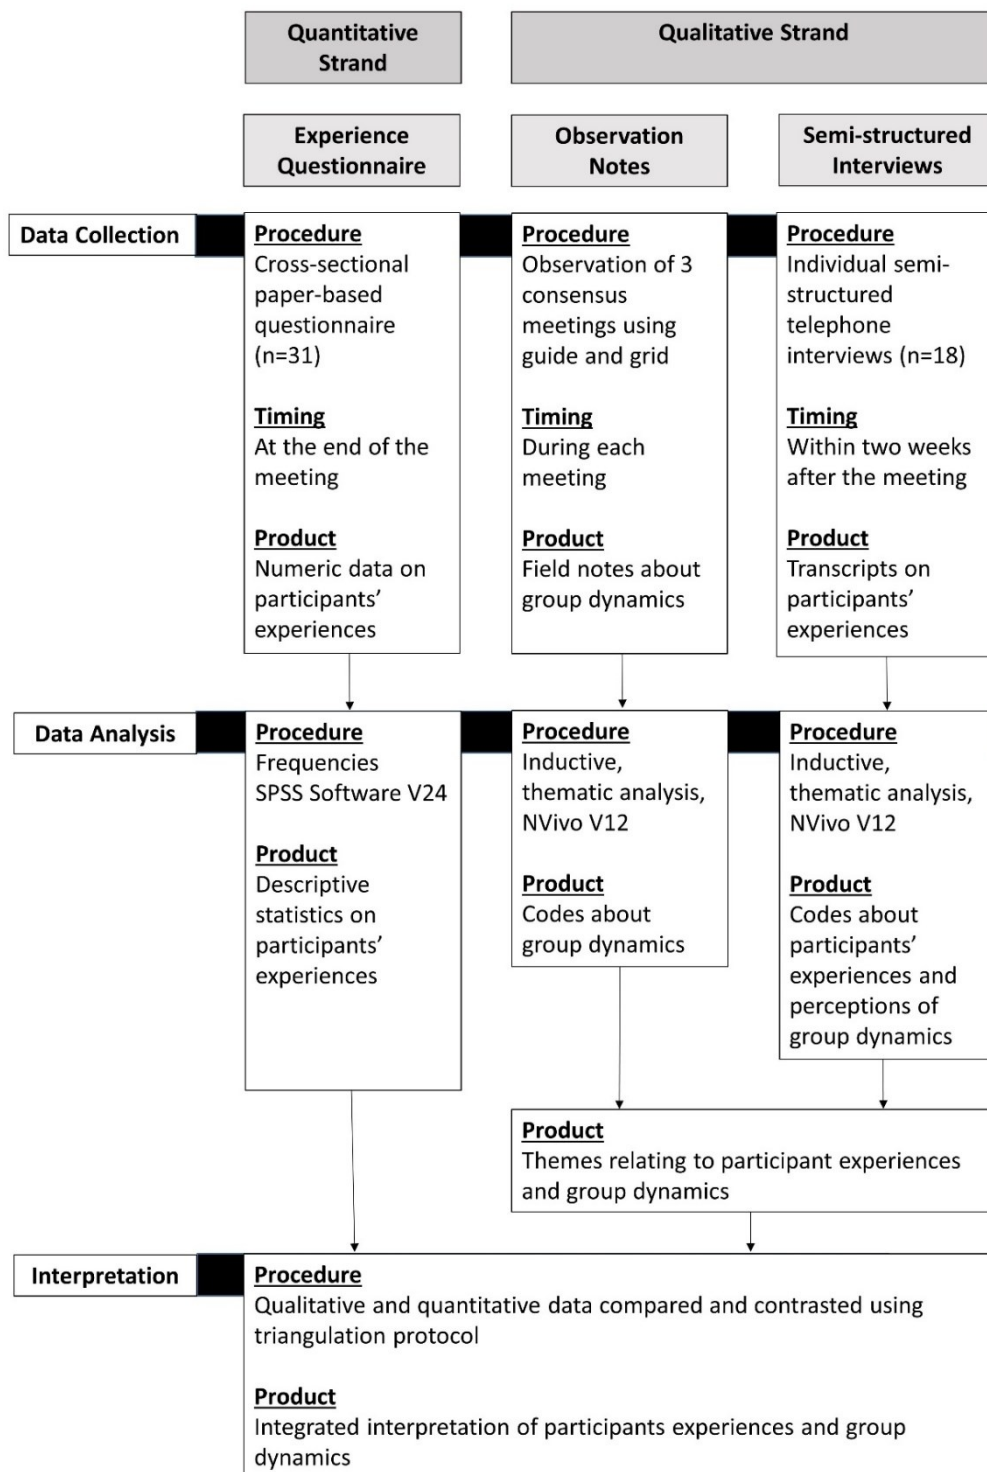 Quantitative
Strand
Qualitative Strand
Experience
Questionnaire
Observation
Notes
Semi-structured
Interviews
Data Collection
Procedure
Cross-sectional
paper-based
questionnaire
(n=31)
Timing
At the end of the
meeting
Product
Numeric data on
participants’
experiences
Procedure
Observation of 3
consensus
meetings using
guide and grid
Timing
During each
meeting
Product
Field notes about
group dynamics
Procedure
Individual semi-
structured
telephone
interviews (n=18)
Timing
Within two weeks
after the meeting
Product
Transcripts on
participants’
experiences
Data Analysis
Procedure
Frequencies
SPSS Software V24
Product
Descriptive
statistics on
participants’
experiences
Procedure
Inductive,
thematic analysis,
NVivo V12
Product
Codes about
group dynamics
Procedure
Inductive,
thematic analysis,
NVivo V12
Product
Codes about
participants’
experiences and
perceptions of
group dynamics
Product
Themes relating to participant experiences
and group dynamics
Interpretation
Procedure
Qualitative and quantitative data compared and contrasted using
triangulation protocol
Product
Integrated interpretation of participants experiences and group
dynamics